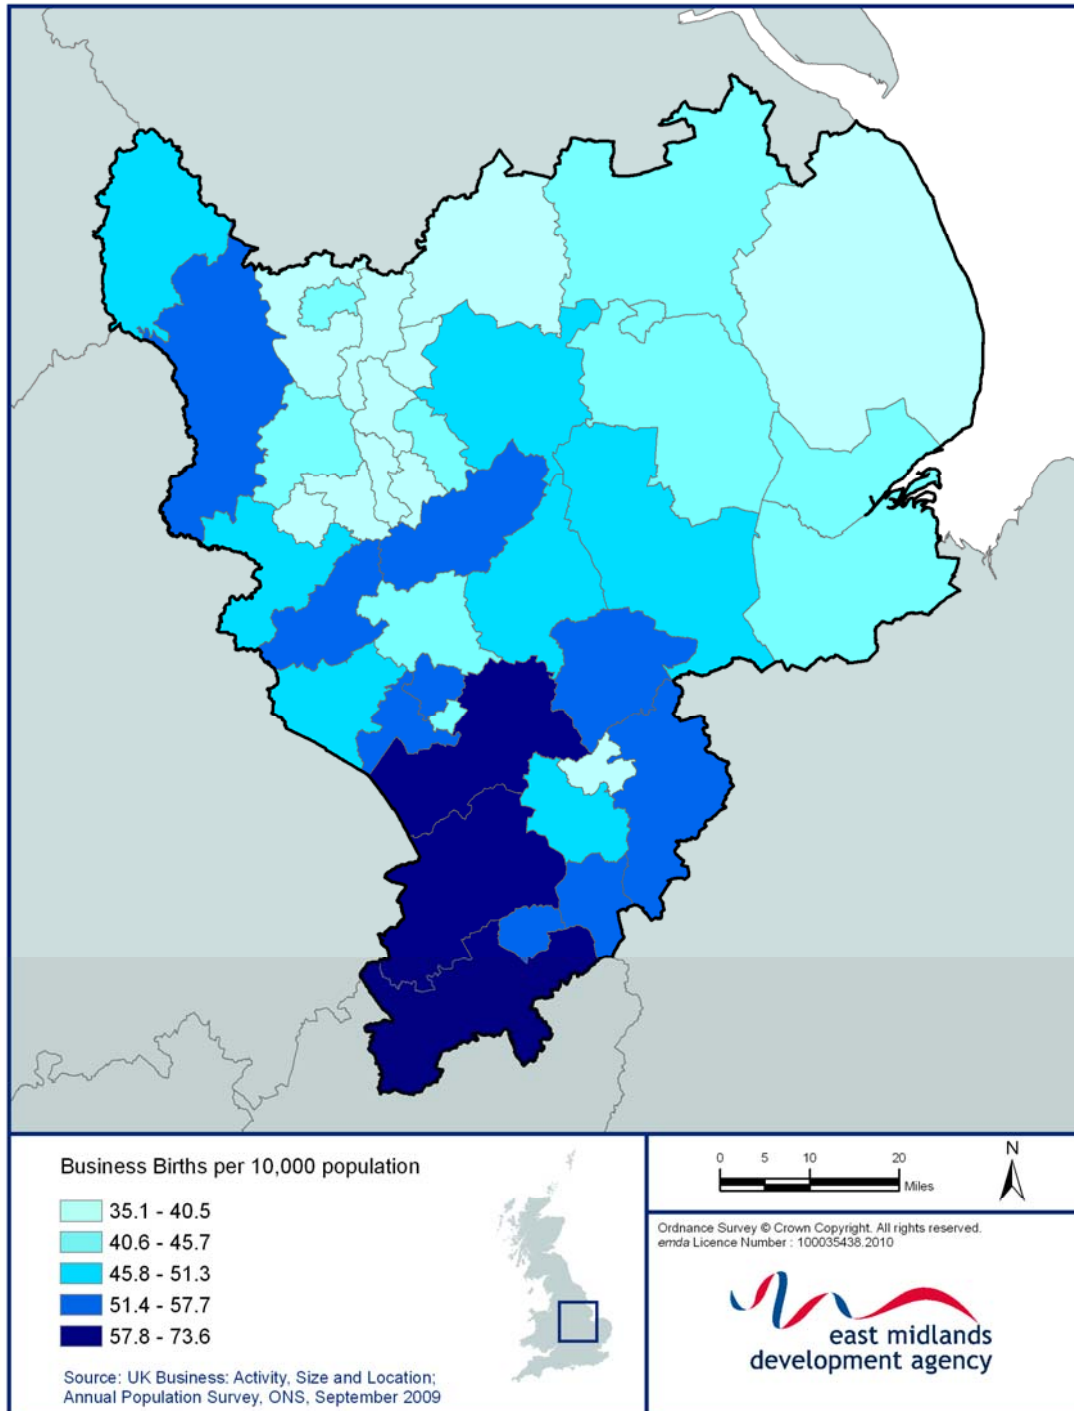 Business Births per 10,000 population
35.1 - 40.5
40.6 - 45.7
45.8 - 51.3
51.4 - 57.7
57.8 - 73.6
Source: UK Business: Activity, Size and Location;
Annual Population Survey, ONS, September 2009
0 5 10 20
Miles
N
Ordnance Survey © Crown Copyright. All rights reserved.
emda Licence Number : 100035438.2010
east midlands
development agency